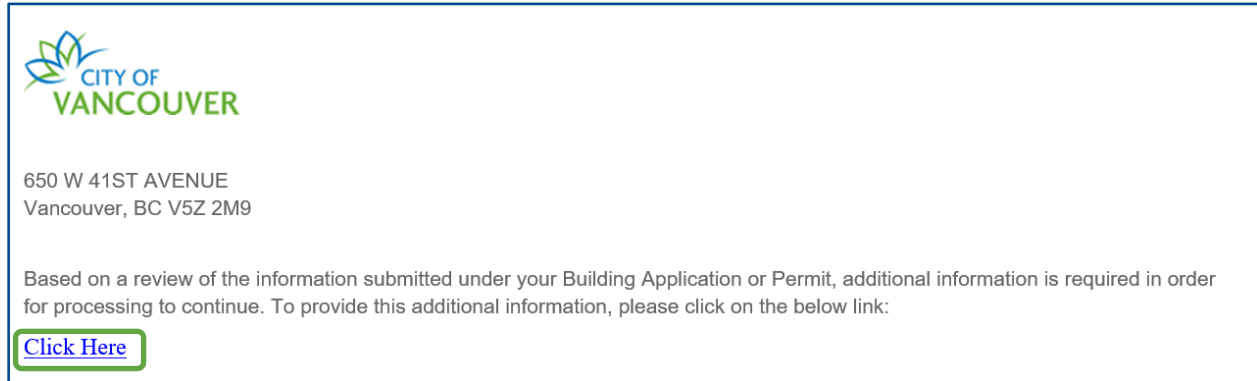 CITY OF
VANCOUVER
650 W 41ST AVENUE
Vancouver, BC V5Z 2M9
Based on a review of the information submitted under your Building Application or Permit, additional information is required in order
for processing to continue. To provide this additional information, please click on the below link:
Click Here